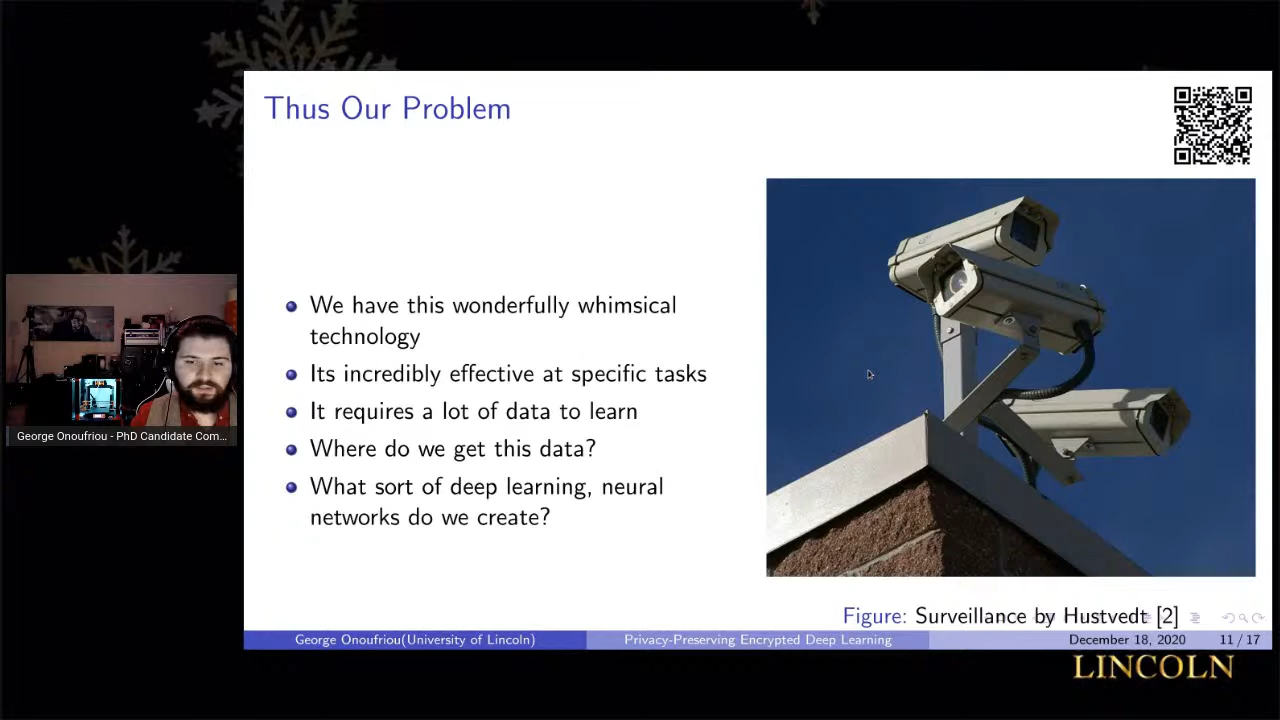 Thus Our Problem
We have this wonderfully whimsical
technology
Its incredibly effective at specific tasks
It requires a lot of data to learn
Where do we get this data?
What sort of deep learning, neural
networks do we create?
Figure: Surveillance by Hustvedt [2]
George Onoufriou - PhD Candidate Com...
George Onoufriou(University of Lincoln)
Privacy-Preserving Encrypted Deep Learning
December 18, 2020
11 / 17
LINCOLN